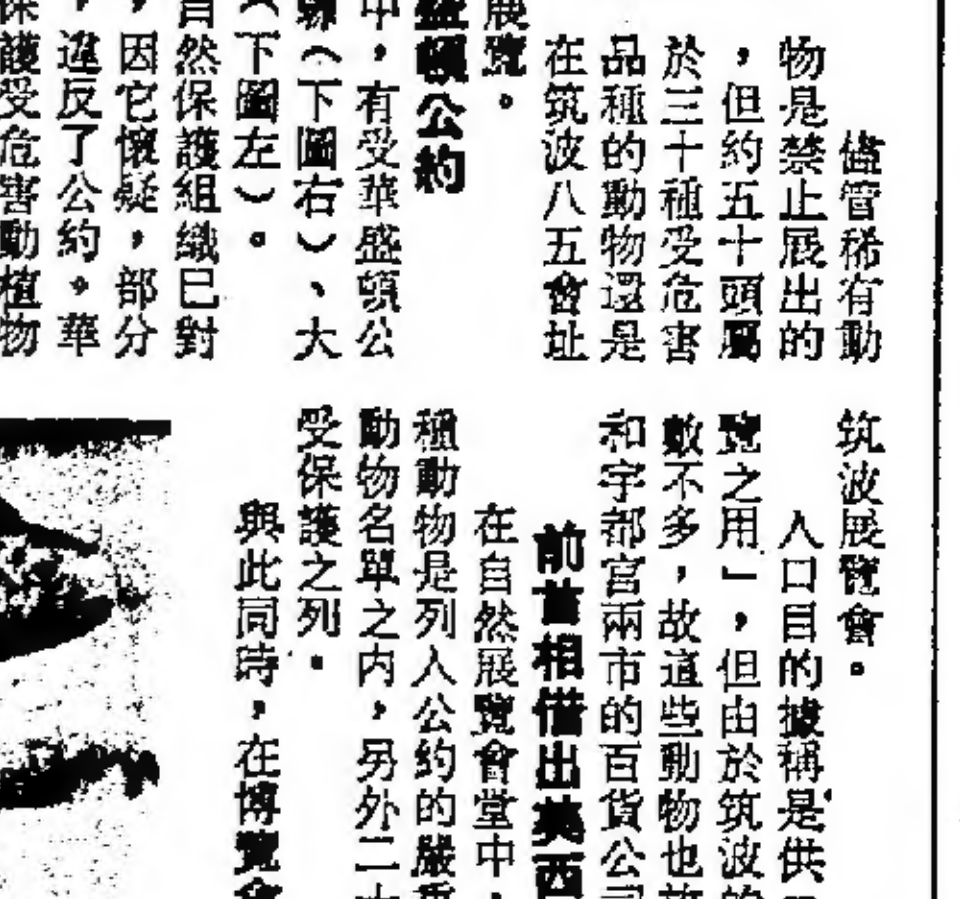 儘管稀有動
物是禁止展出的
，但約五十頭屬
於三十種受危害
品種的動物還是
在筑波八五會址
展覽。
盛頓公約
中，有受華盛頓公
（下圖右）、大
（下圖左）。
自然保護組織已對
，因它懷疑，部分
，違反了公約。華
保護受危害動植物
筑波展覽會。
入口目的據稱是供
覽之用」，但由於筑波的
數不多，故這些動物也
和宇都宮兩市的百貨公司
前首相借出
在自然展覽會堂中，
種動物是列入公約的嚴重
動物名單之內，另外二十
受保護之列。
與此同時，在博覽會